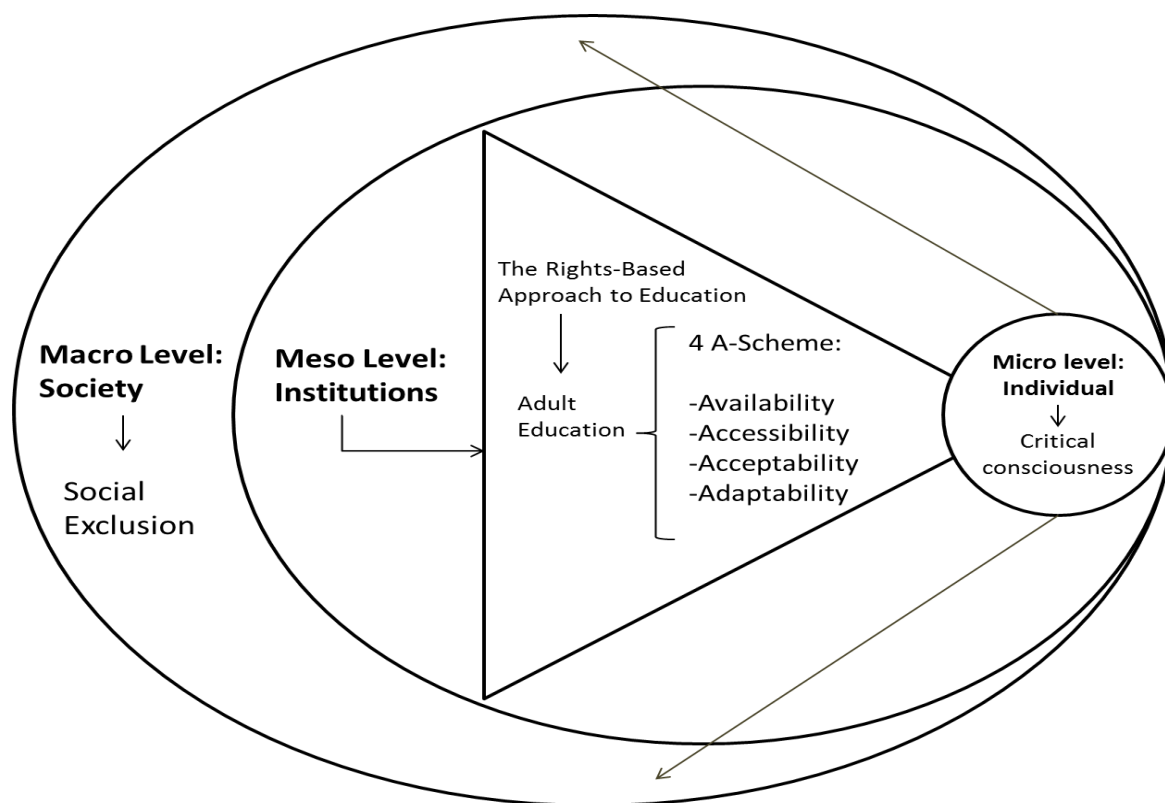 Macro Level:
Society
Social
Exclusion
Meso Level:
Institutions
The Rights-Based
Approach to Education
Adult
Education
4 A-Scheme:
-Availability
-Accessibility
-Acceptability
-Adaptability
Micro level:
Individual
Critical
consciousness